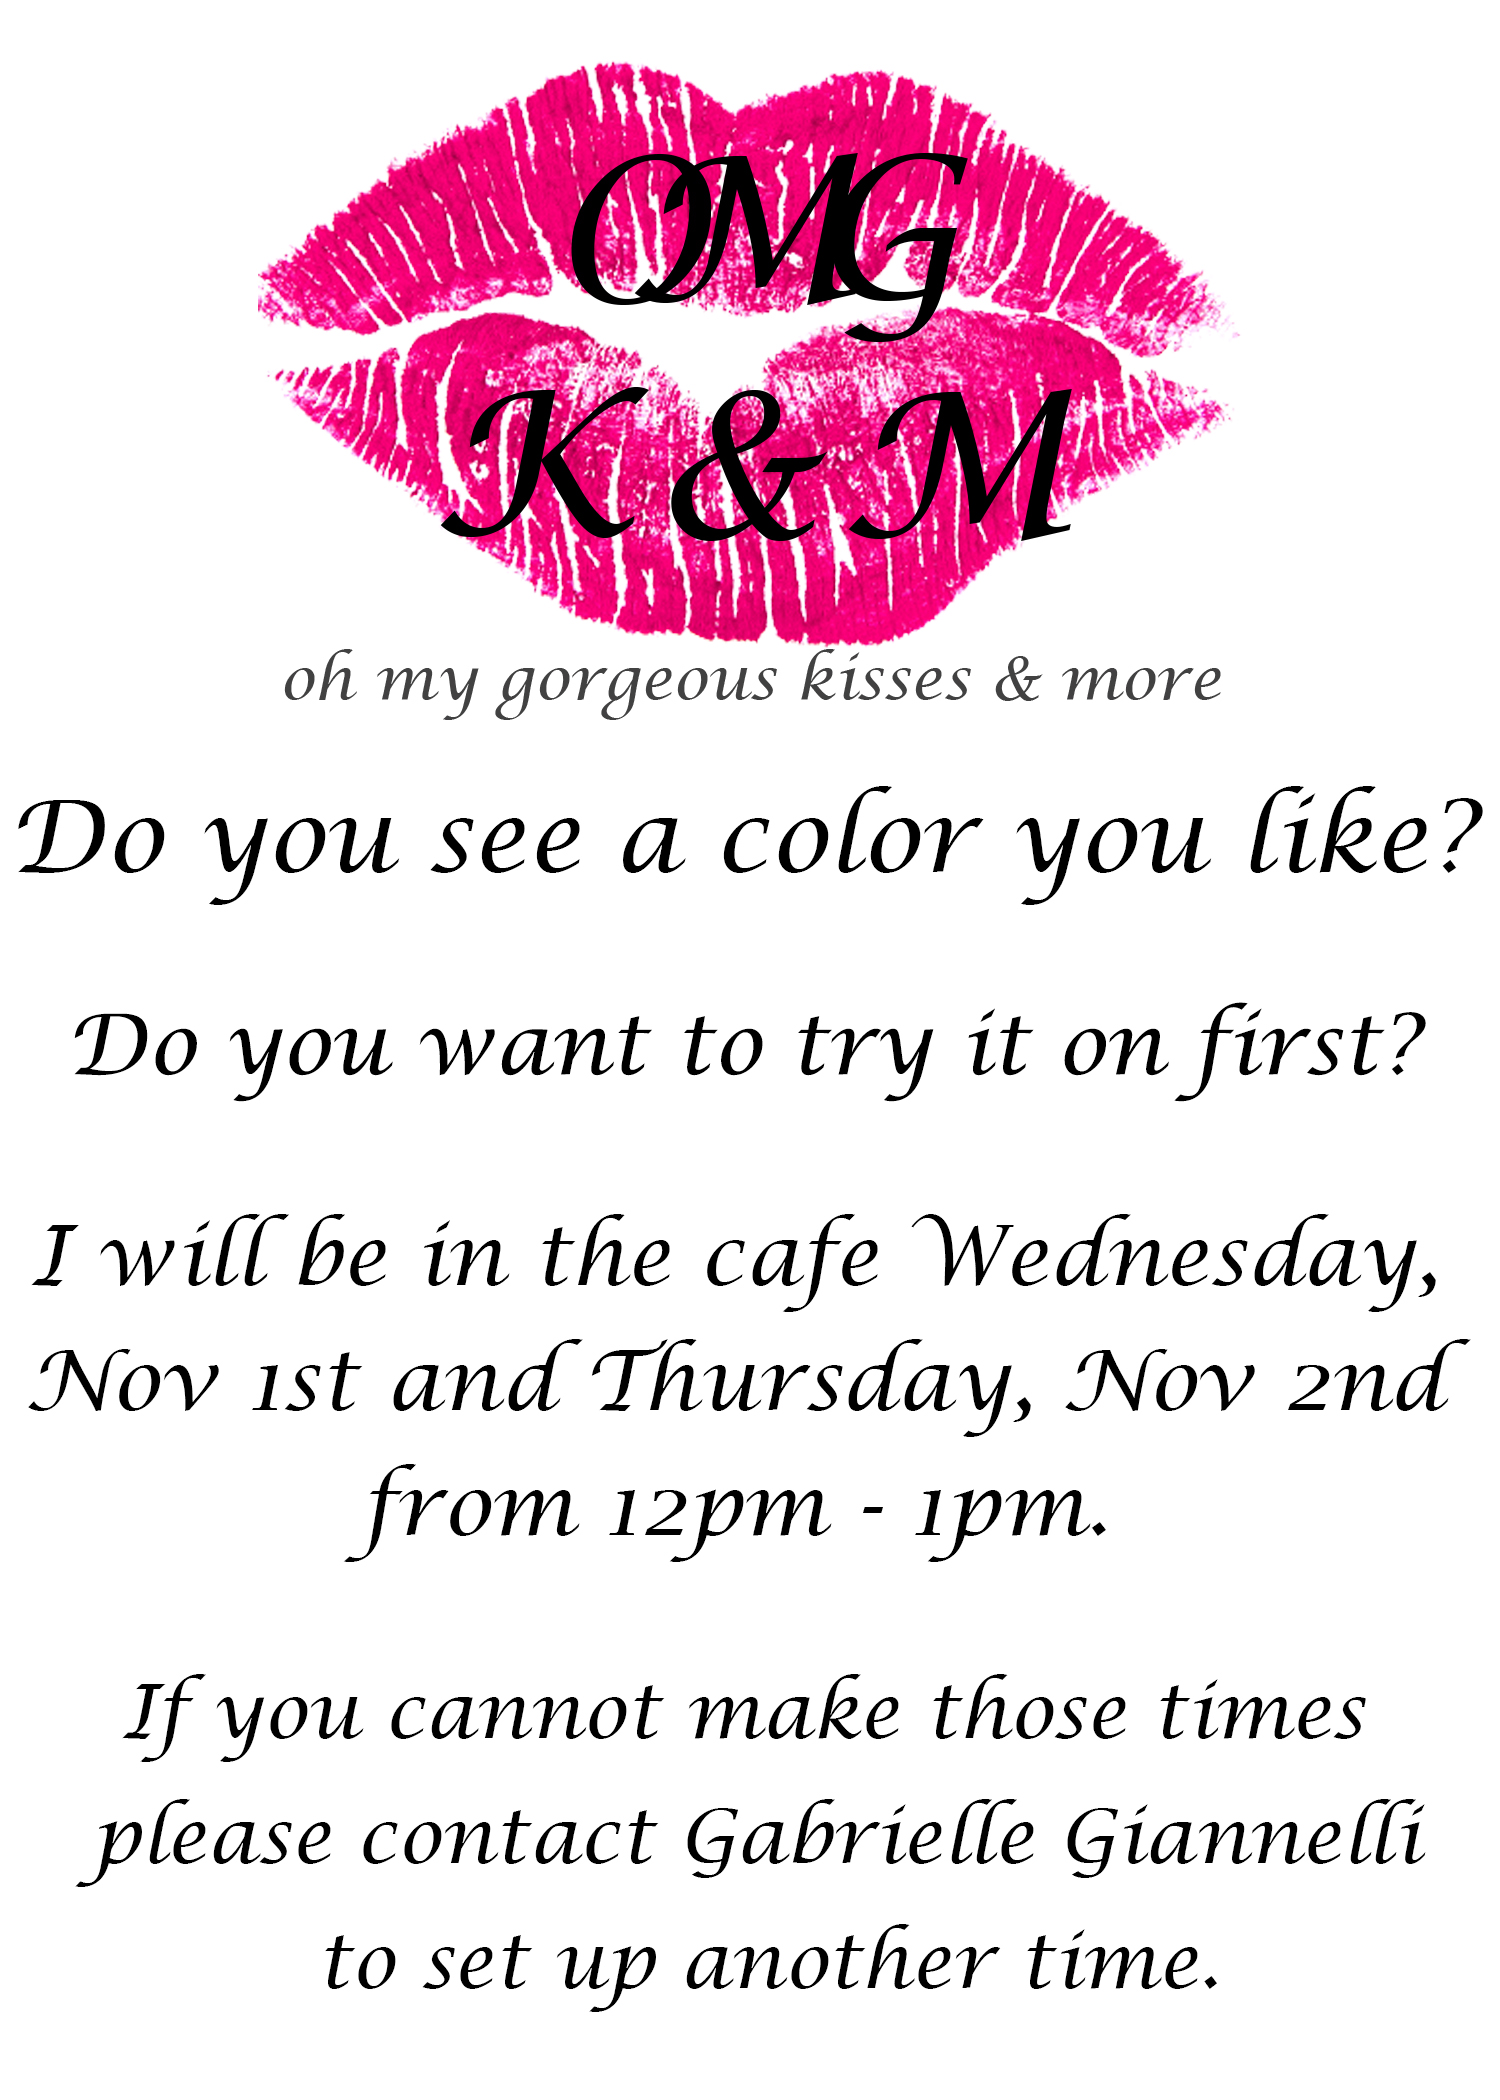 OMG
K & M
oh my gorgeous kisses & more
Do you see a color you like?
Do you want to try it on first?
I will be in the cafe Wednesday,
Nov 1st and Thursday, Nov 2nd
from 12pm - 1pm.
If you cannot make those times
please contact Gabrielle Giannelli
to set up another time.